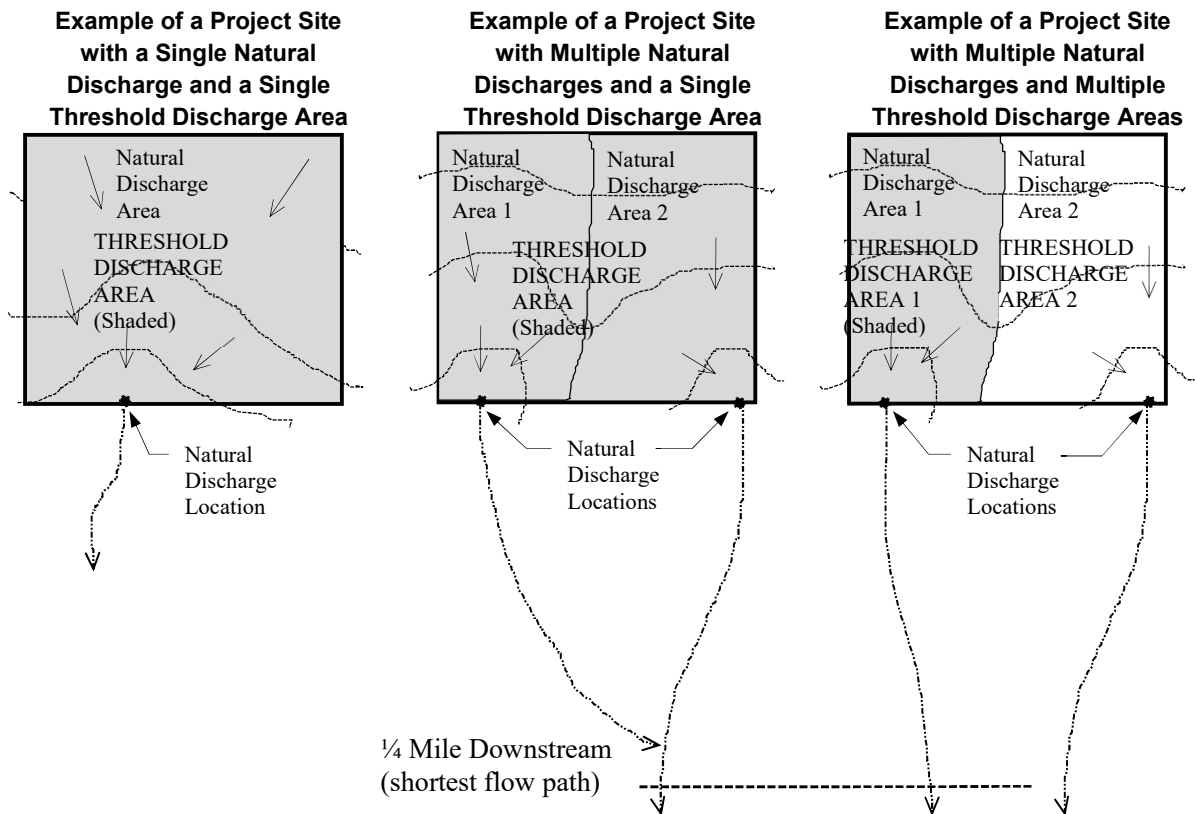 Example of a Project Site
with a Single Natural
Discharge and a Single
Threshold Discharge Area
Natural
Discharge
Area
THRESHOLD
DISCHARGE
AREA
(Shaded)
Natural
Discharge
Location
Example of a Project Site
with Multiple Natural
Discharges and a Single
Threshold Discharge Area
Natural
Discharge
Area 1
Natural
Discharge
Area 2
THRESHOLD
DISCHARGE
AREA
(Shaded)
Natural
Discharge
Locations
Example of a Project Site
with Multiple Natural
Discharges and Multiple
Threshold Discharge Areas
Natural
Discharge
Area 1
Natural
Discharge
Area 2
THRESHOLD
DISCHARGE
AREA 1
(Shaded)
THRESHOLD
DISCHARGE
AREA 2
Natural
Discharge
Locations
¼ Mile Downstream
(shortest flow path)